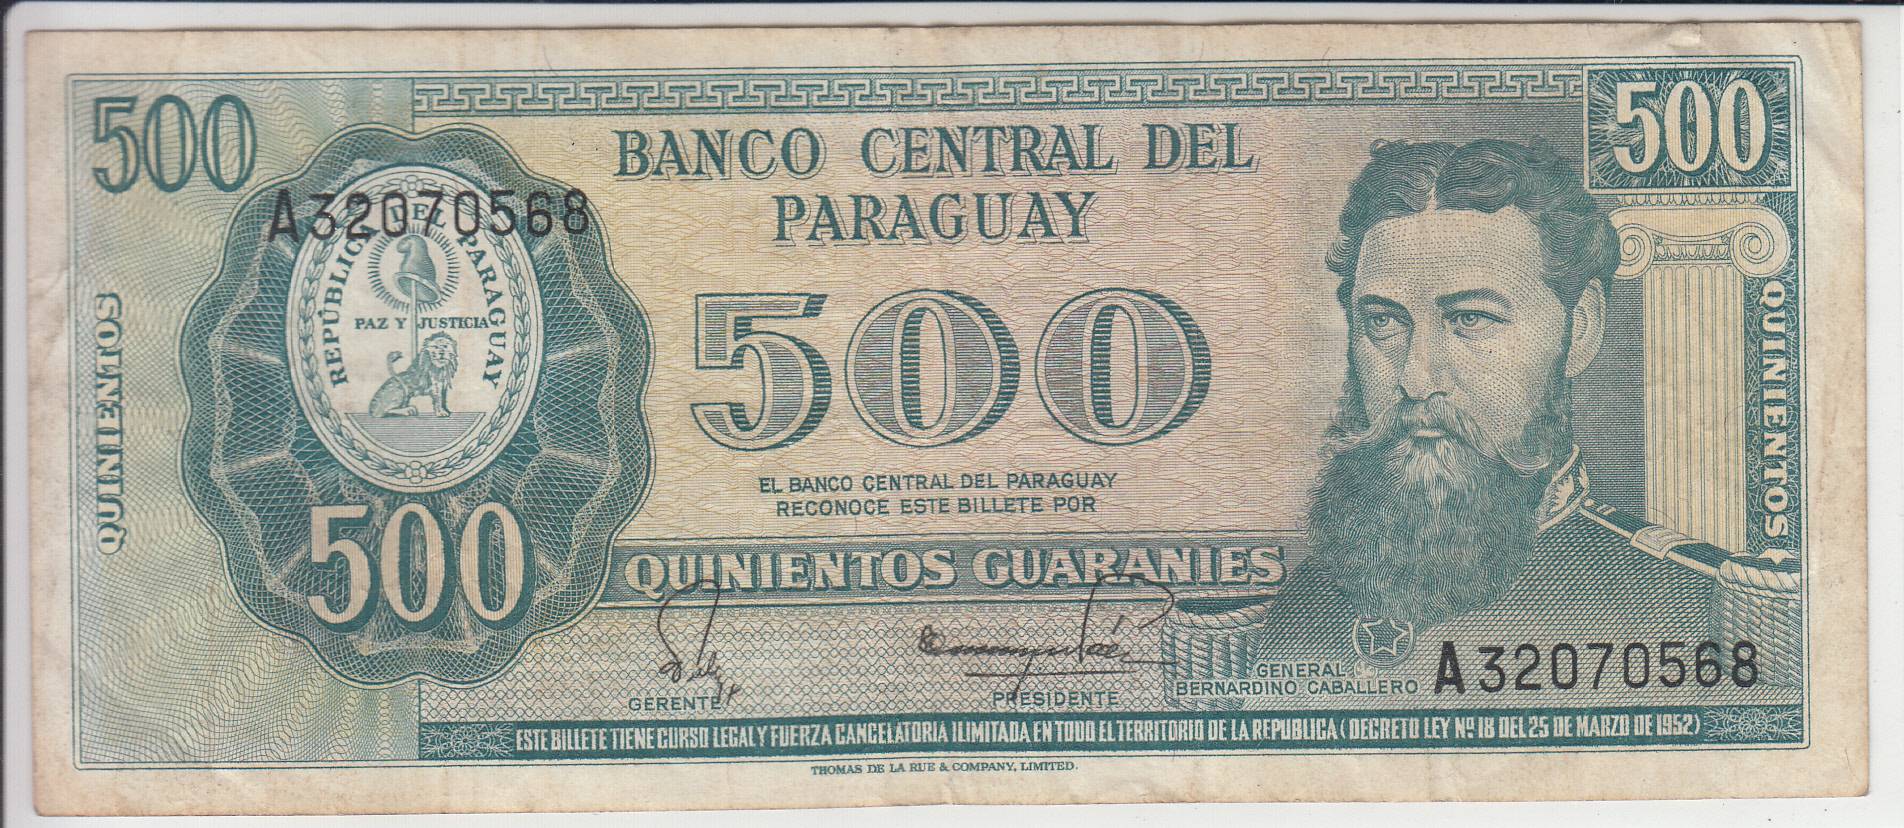 500
BANCO CENTRAL DEL
PARAGUAY
500
A32070568
REPÚBLICA DEL PARAGUAY
PAZ Y JUSTICIA
QUINIENTOS
500
QUINIENTOS
EL BANCO CENTRAL DEL PARAGUAY
RECONOCE ESTE BILLETE POR
500
QUINIENTOS GUARANIES
GERENTE
PRESIDENTE
GENERAL
BERNARDINO CABALLERO
A32070568
ESTE BILLETE TIENE CURSO LEGAL Y FUERZA CANCELATORIA ILIMITADA EN TODO EL TERRITORIO DE LA REPUBLICA (DECRETO LEY Nº 18 DEL 25 DE MARZO DE 1952)
THOMAS DE LA RUE & COMPANY, LIMITED.